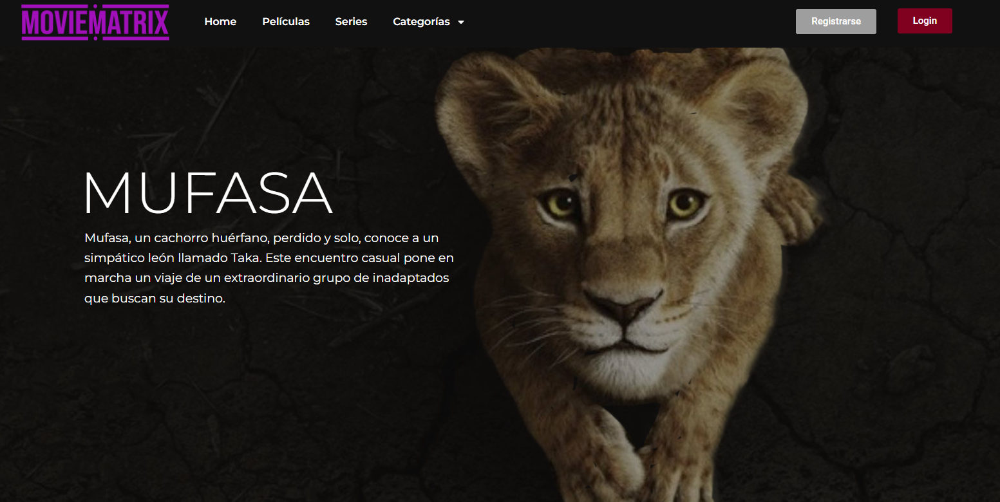 MOVIEMATRIX
Home Películas Series Categorías
Registrarse Login
MUFASA
Mufasa, un cachorro huérfano, perdido y solo, conoce a un
simpático león llamado Taka. Este encuentro casual pone en
marcha un viaje de un extraordinario grupo de inadaptados
que buscan su destino.